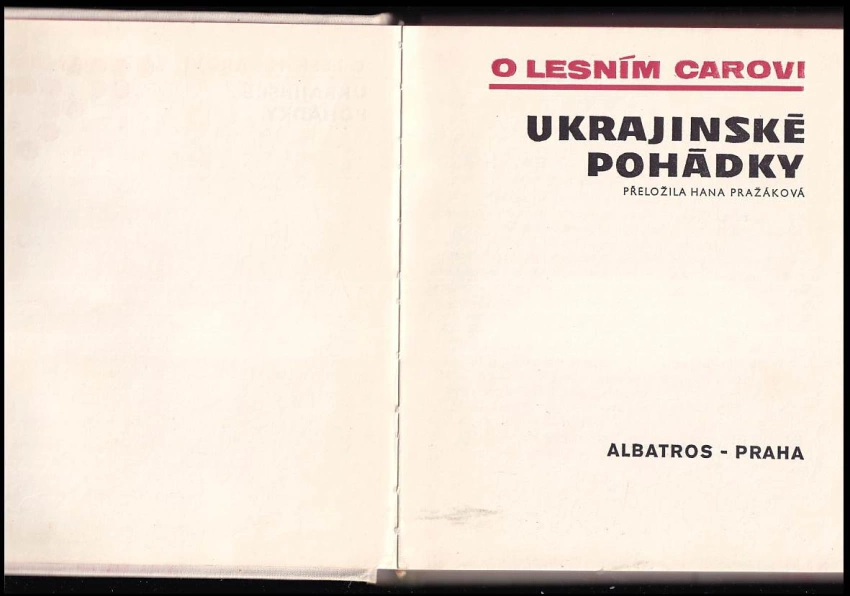 O LESNÍM CAROVI
UKRAJINSKÉ
POHÁDKY
PŘELOŽILA HANA PRAŽÁKOVÁ
ALBATROS - PRAHA